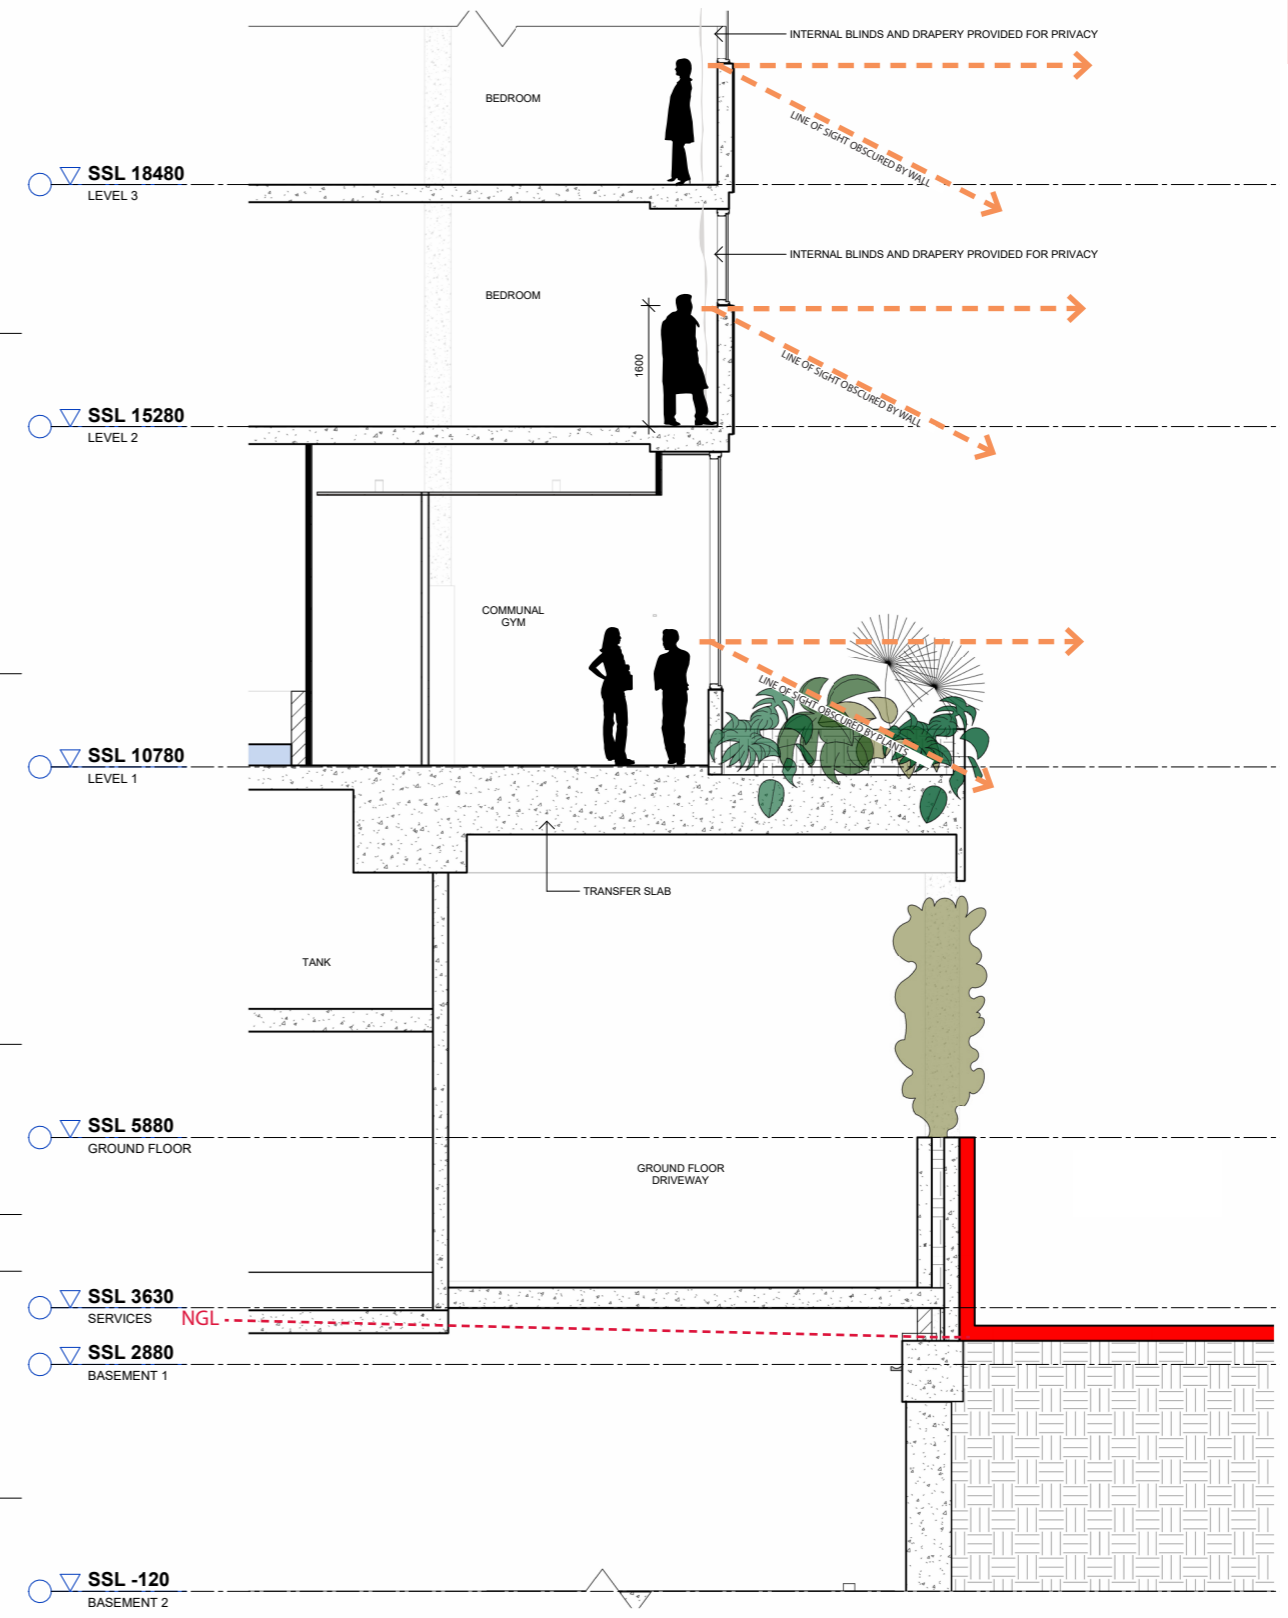 INTERNAL BLINDS AND DRAPERY PROVIDED FOR PRIVACY
BEDROOM
LINE OF SIGHT OBSCURED BY WALL
SSL 18480
LEVEL 3
INTERNAL BLINDS AND DRAPERY PROVIDED FOR PRIVACY
BEDROOM
1600
LINE OF SIGHT OBSCURED BY WALL
SSL 15280
LEVEL 2
COMMUNAL
GYM
LINE OF SIGHT OBSCURED BY PLANTS
SSL 10780
LEVEL 1
TRANSFER SLAB
TANK
SSL 5880
GROUND FLOOR
GROUND FLOOR
DRIVEWAY
SSL 3630
SERVICES
NGL
SSL 2880
BASEMENT 1
SSL -120
BASEMENT 2